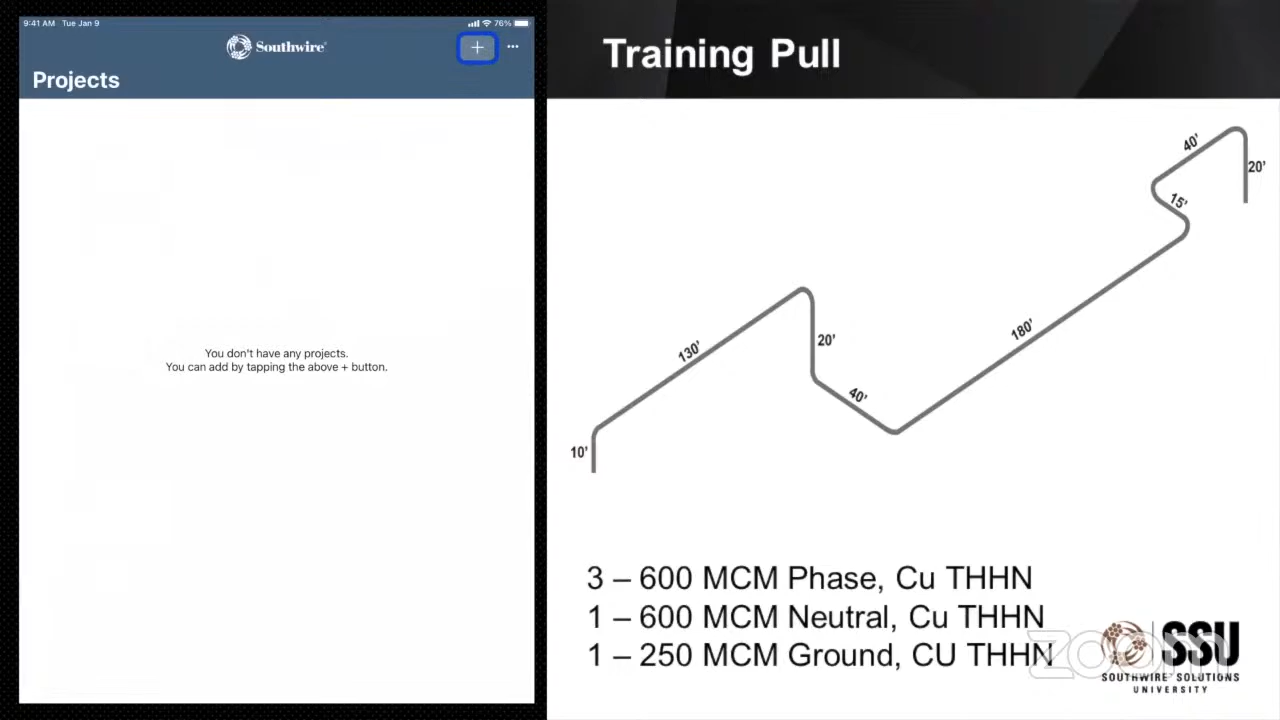 9:41 AM Tue Jan 9
76%
Southwire®
Projects
You don't have any projects.
You can add by tapping the above + button.
Training Pull
40'
20'
15'
130'
20'
180'
40'
10'
3 – 600 MCM Phase, Cu THHN
1 – 600 MCM Neutral, Cu THHN
1 – 250 MCM Ground, CU THHN
zoom
SSU
SOUTHWIRE SOLUTIONS
UNIVERSITY